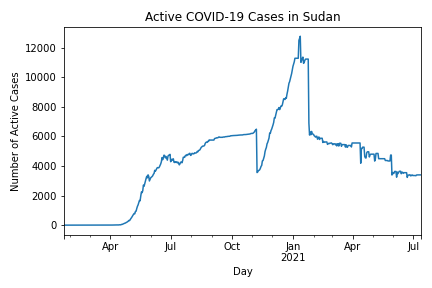 Active COVID-19 Cases in Sudan
Number of Active Cases
12000
10000
8000
6000
4000
2000
0
Apr Jul Oct Jan Apr Jul
2021
Day